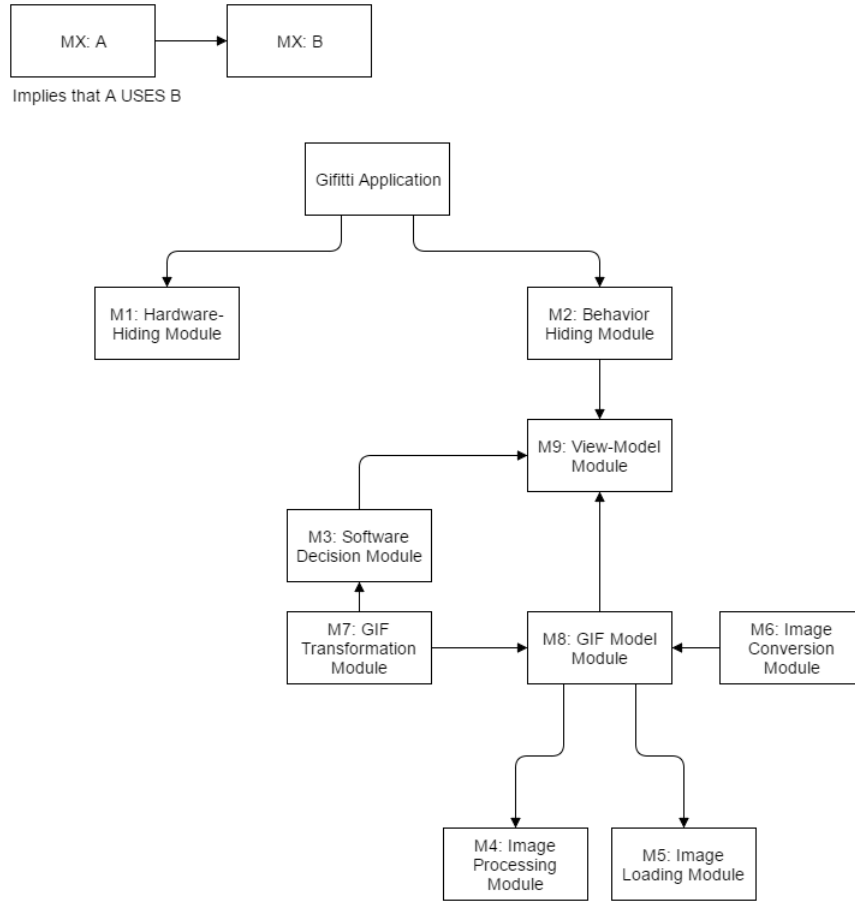 MX: A
MX: B
Implies that A USES B
Gifitti Application
M1: Hardware-
Hiding Module
M2: Behavior
Hiding Module
M9: View-Model
Module
M3: Software
Decision Module
M7: GIF
Transformation
Module
M8: GIF Model
Module
M6: Image
Conversion
Module
M4: Image
Processing
Module
M5: Image
Loading Module